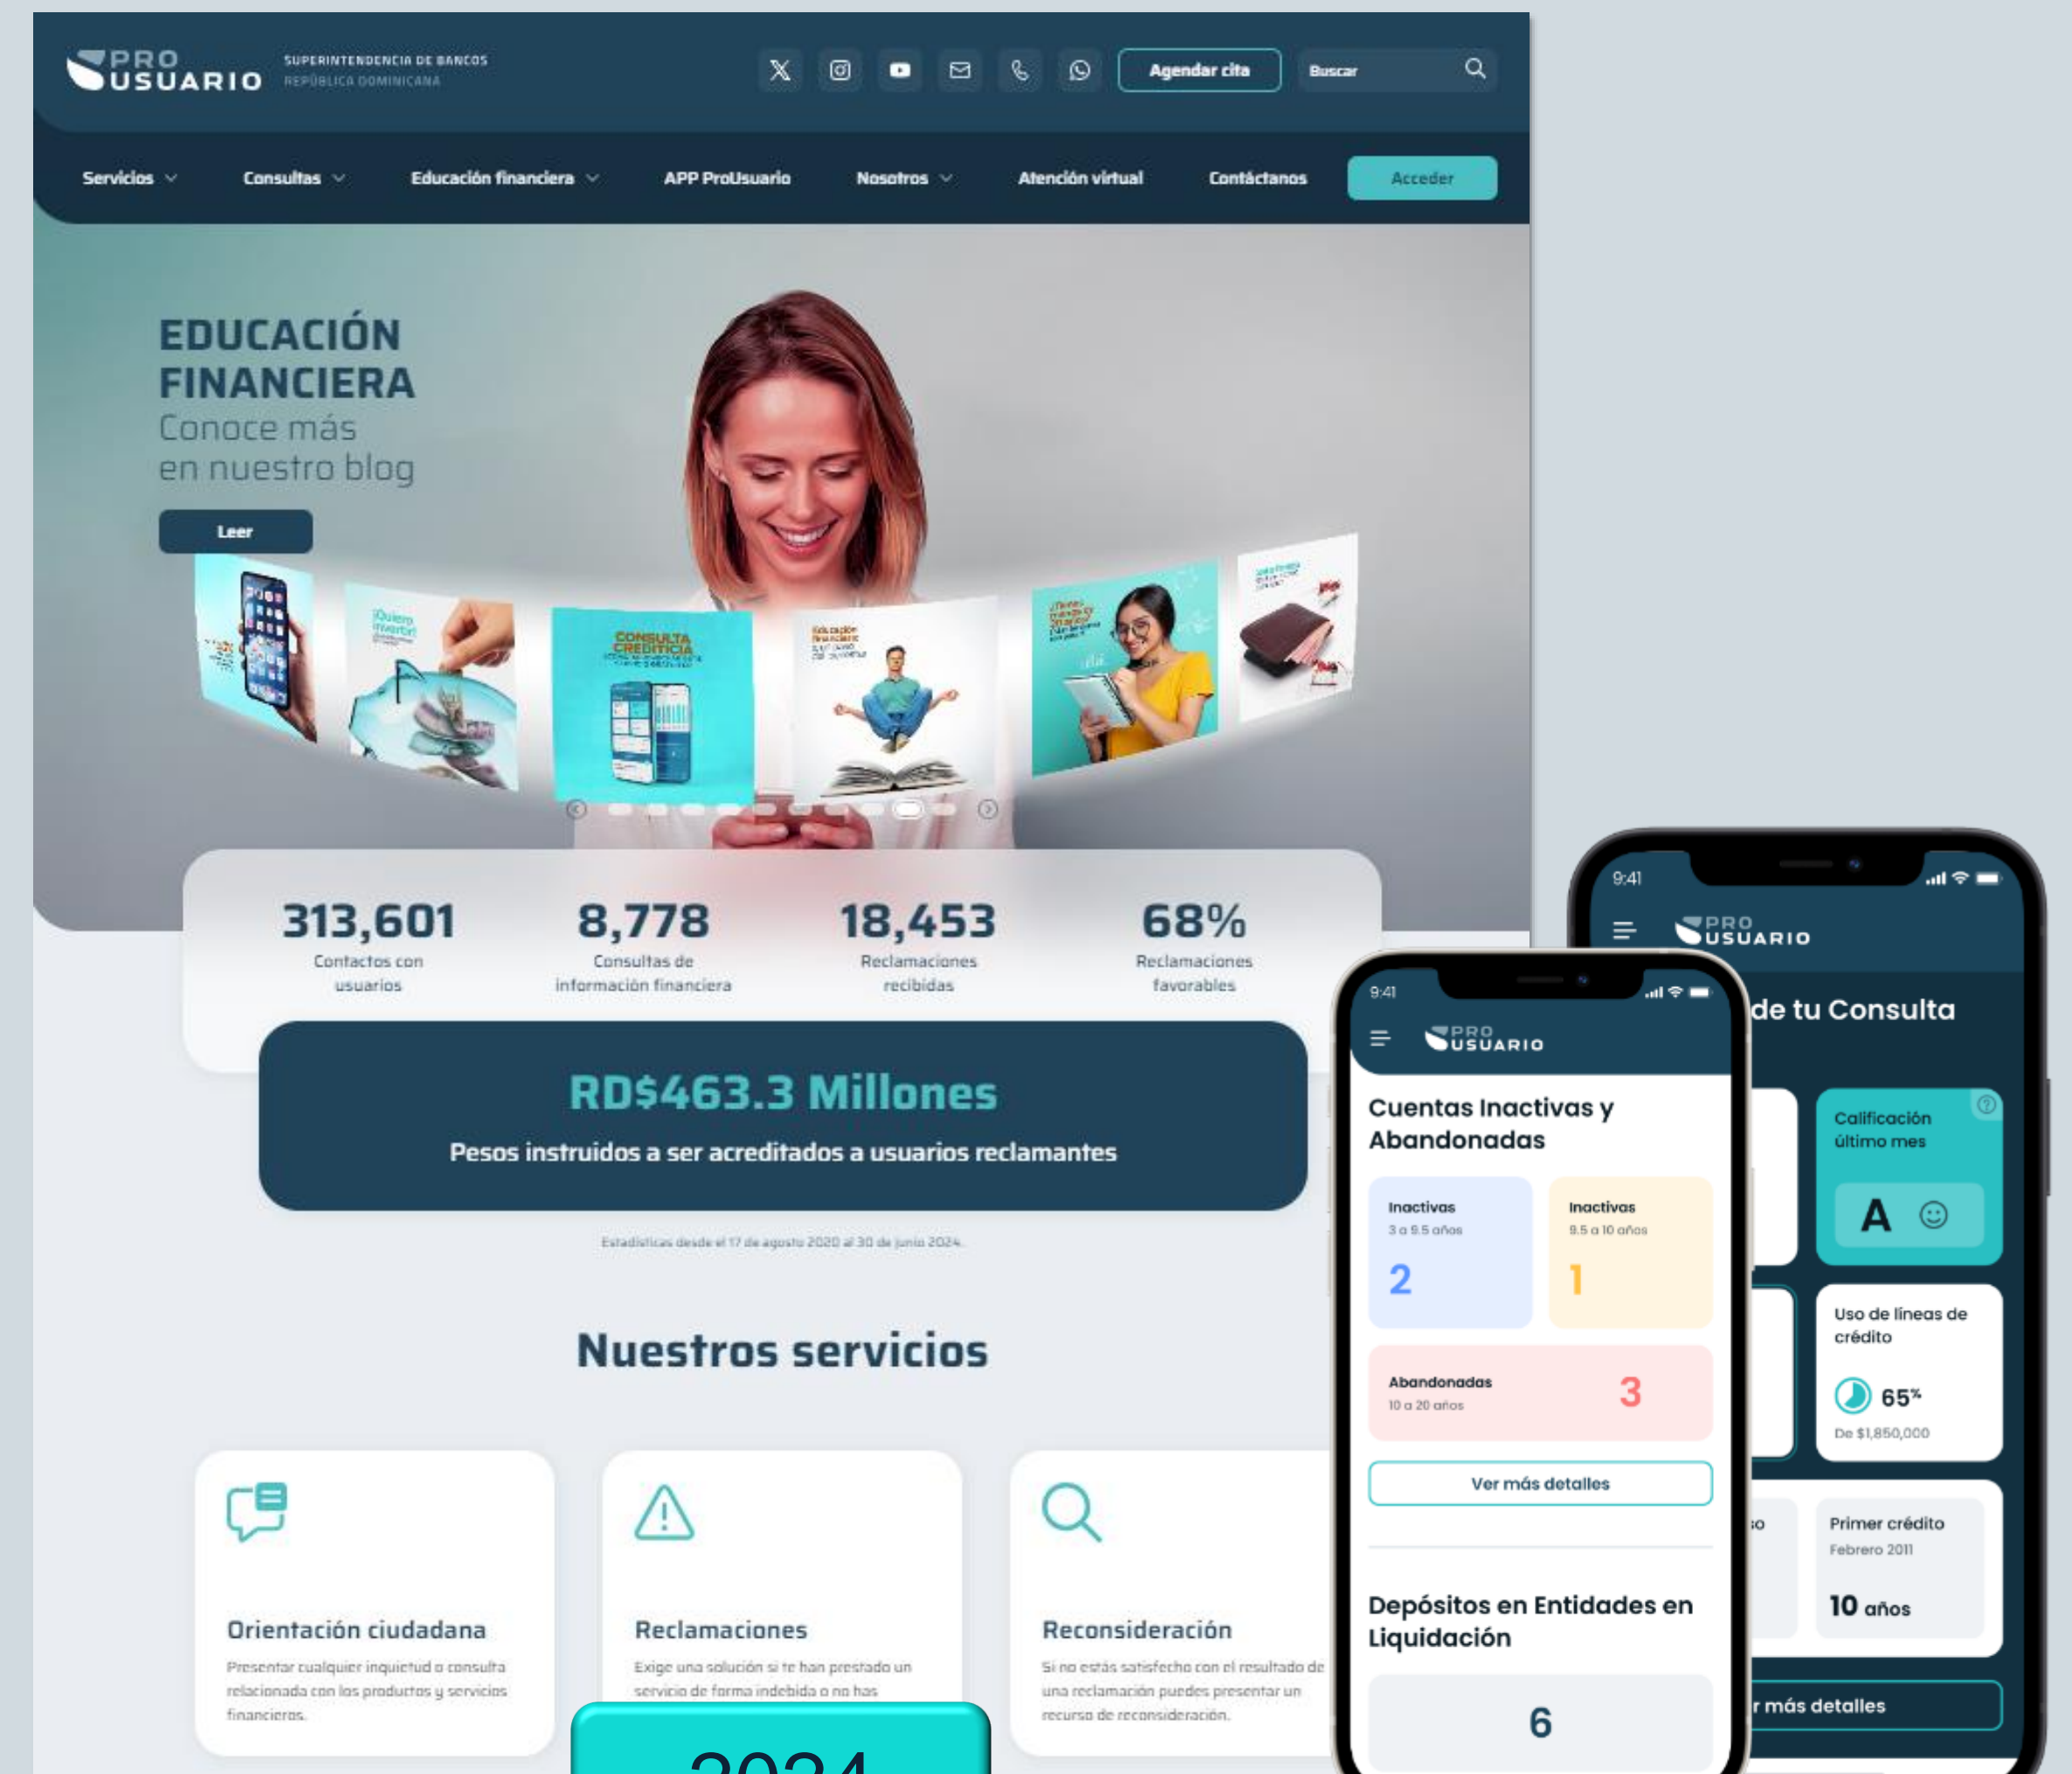 PRO
USUARIO
SUPERINTENDENCIA DE BANCOS
REPÚBLICA DOMINICANA
Agendar cita
Buscar
Servicios
Consultas
Educación financiera
APP ProUsuario
Nosotros
Atención virtual
Contáctanos
Acceder
EDUCACIÓN
FINANCIERA
Conoce más
en nuestro blog
Leer
¡Quiero
invertir!
CONSULTA
CREDITICIA
Educación
financiera:
313,601
Contactos con
usuarios
8,778
Consultas de
información financiera
18,453
Reclamaciones
recibidas
68%
Reclamaciones
favorables
RD$463.3 Millones
Pesos instruidos a ser acreditados a usuarios reclamantes
Estadísticas desde el 17 de agosto 2020 al 30 de junio 2024.
Nuestros servicios
Orientación ciudadana
Presentar cualquier inquietud o consulta
relacionada con los productos y servicios
financieros.
Reclamaciones
Exige una solución si te han prestado un
servicio de forma indebida o no has
Reconsideración
Si no estás satisfecho con el resultado de
una reclamación puedes presentar un
recurso de reconsideración.
2024
9:41
PRO
USUARIO
Cuentas Inactivas y
Abandonadas
Inactivas
3 a 9.5 años
2
Inactivas
9.5 a 10 años
1
Abandonadas
10 a 20 años
3
Ver más detalles
Depósitos en Entidades en
Liquidación
6
9:41
PRO
USUARIO
de tu Consulta
Calificación
último mes
A
Uso de líneas de
crédito
65%
De $1,850,000
so
Primer crédito
Febrero 2011
10 años
r más detalles